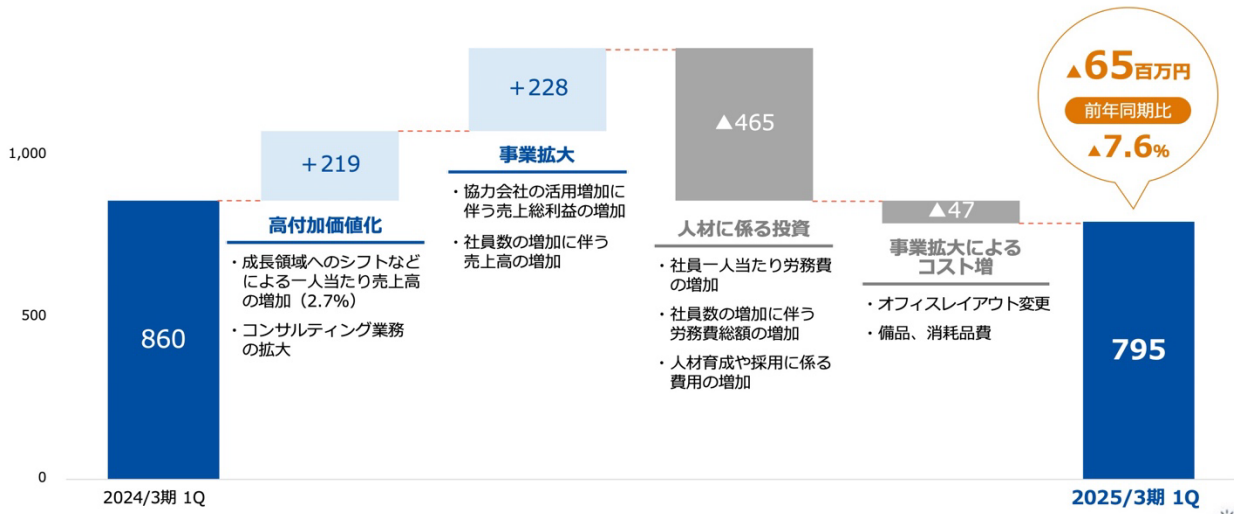 1,000
500
0
860
2024/3期 1Q
+219
高付加価値化
・成長領域へのシフトなど
による一人当たり売上高
の増加（2.7%）
・コンサルティング業務
の拡大
+228
事業拡大
・協力会社の活用増加に
伴う売上総利益の増加
・社員数の増加に伴う
売上高の増加
▲465
人材に係る投資
・社員一人当たり労務費
の増加
・社員数の増加に伴う
労務費総額の増加
・人材育成や採用に係る
費用の増加
▲47
事業拡大による
コスト増
・オフィスレイアウト変更
・備品、消耗品費
▲65百万円
前年同期比
▲7.6%
795
2025/3期 1Q